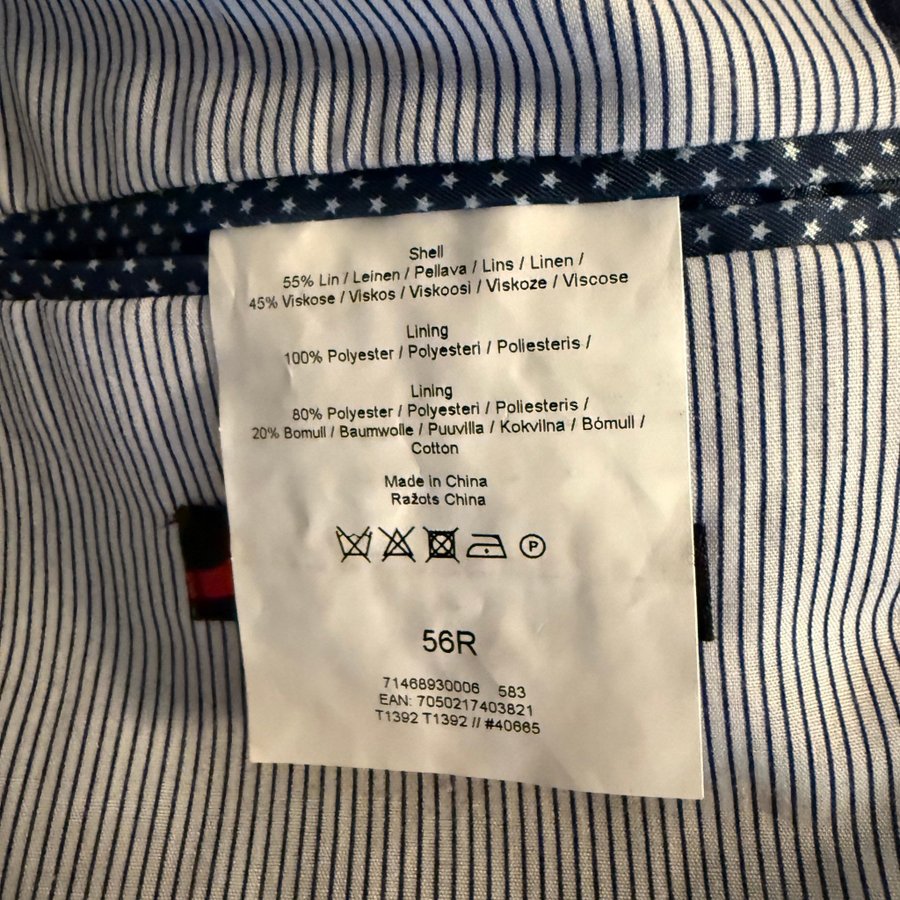 Shell
55% Lin / Leinen / Pellava / Lins / Linen /
45% Viskose / Viskos / Viskoosi / Viskoze / Viscose
Lining
100% Polyester / Polyesteri / Poliesteris /
Lining
80% Polyester / Polyesteri / Poliesteris /
20% Bomull / Baumwolle / Puuvilla / Kokvilna / Bómull /
Cotton
Made in China
Ražots China
P
56R
71468930006 583
EAN: 7050217403821
T1392 T1392 // #40665